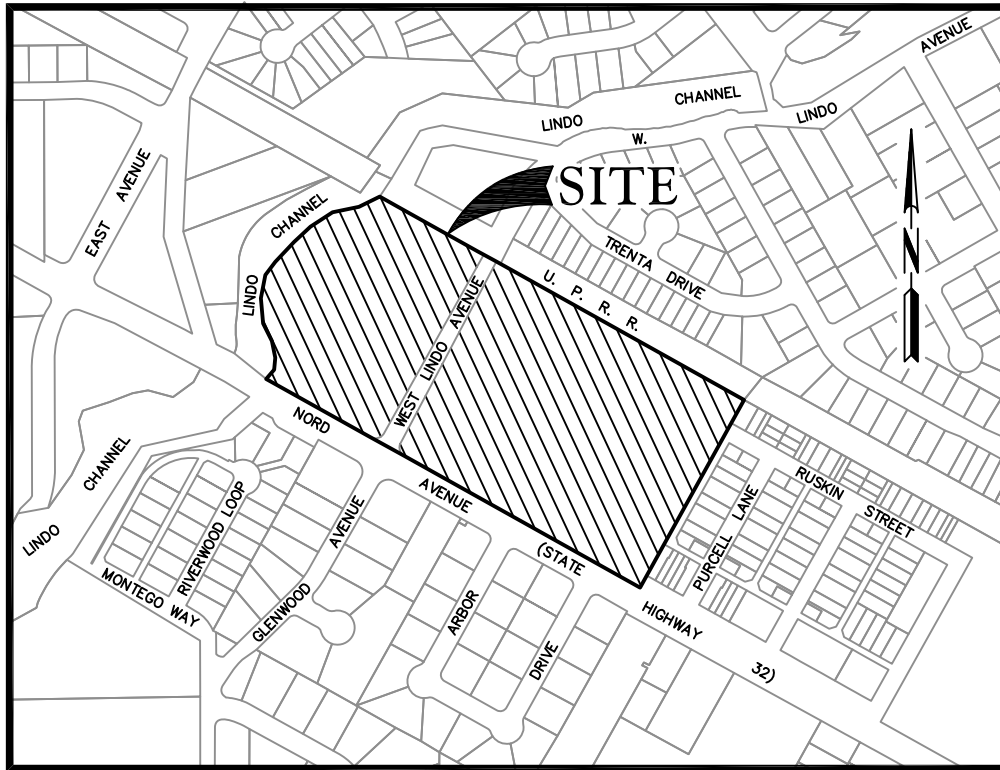 AVENUE
CHANNEL
LINDO
LINDO
W.
EAST AVENUE
SITE
CHANNEL
LINDO
TRENTA DRIVE
N
U. P. R. R.
WEST LINDO AVENUE
NORD
AVENUE
(STATE
HIGHWAY
32)
CHANNEL
LINDO
RIVERWOOD LOOP
MONTEGO WAY
GLENWOOD
AVENUE
ARBOR
DRIVE
PURCELL LANE
RUSKIN
STREET